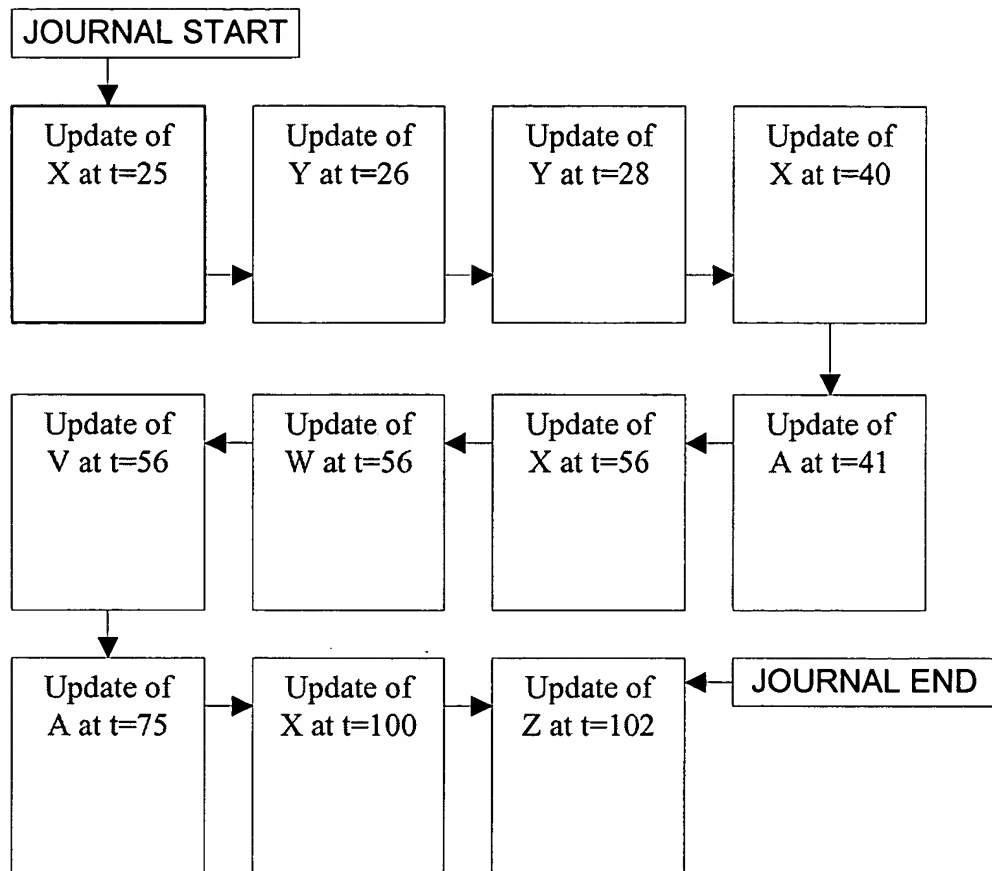 JOURNAL START
Update of
X at t=25
Update of
Y at t=26
Update of
Y at t=28
Update of
X at t=40
Update of
A at t=41
Update of
X at t=56
Update of
W at t=56
Update of
V at t=56
Update of
A at t=75
Update of
X at t=100
Update of
Z at t=102
JOURNAL END